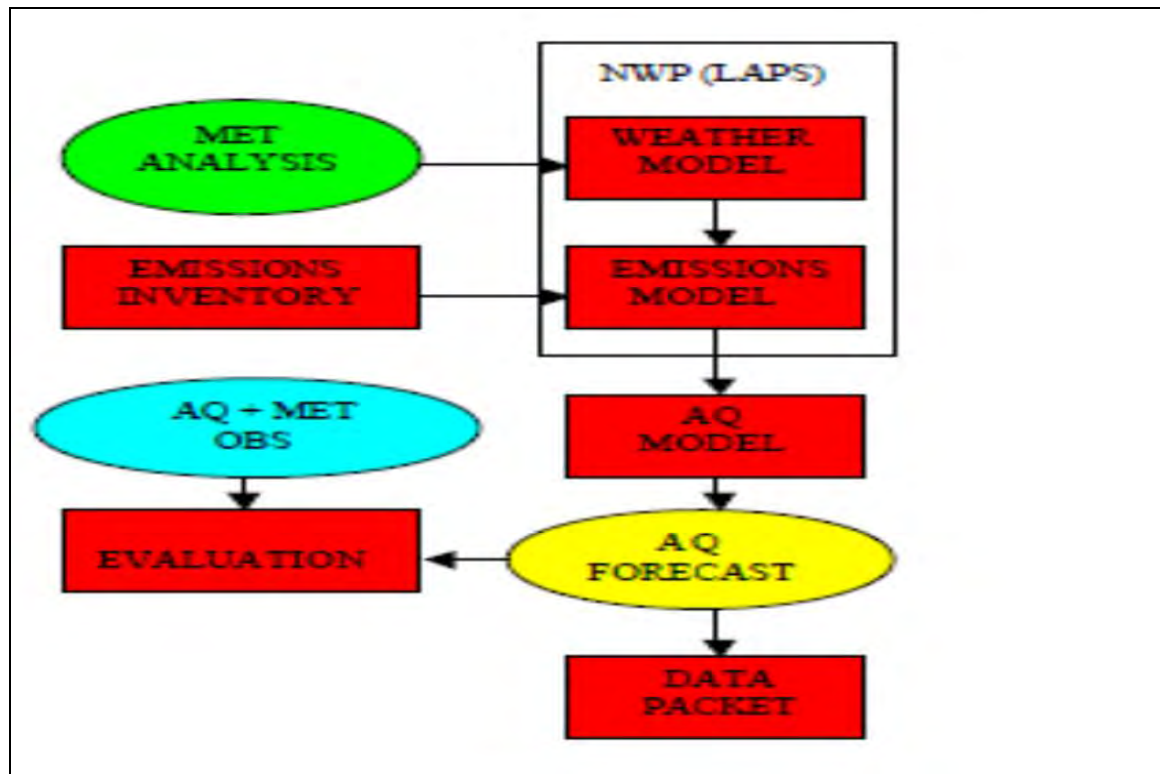 NWP (LAPS)
MET
ANALYSIS
WEATHER
MODEL
EMISSIONS
INVENTORY
EMISSIONS
MODEL
AQ + MET
OBS
AQ
MODEL
EVALUATION
AQ
FORECAST
DATA
PACKET